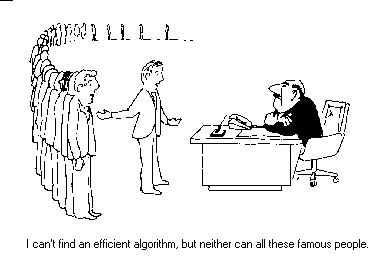 I can't find an efficient algorithm, but neither can all these famous people.